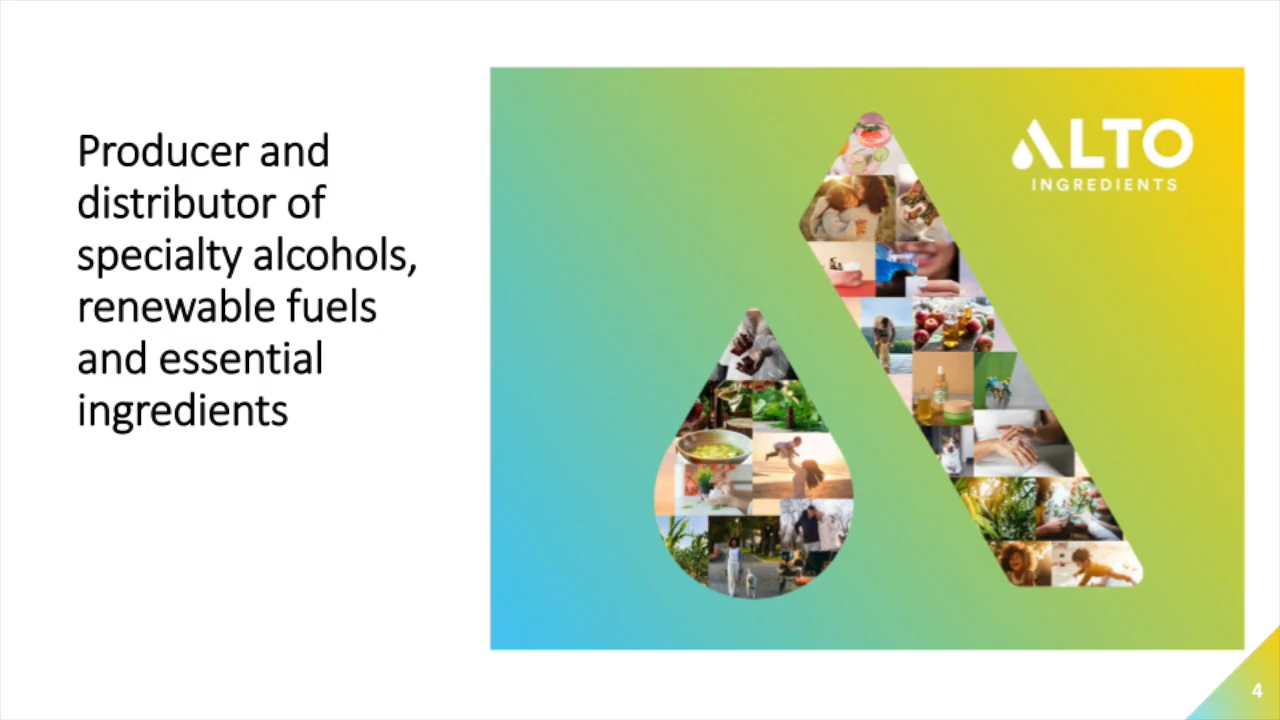 Producer and
distributor of
specialty alcohols,
renewable fuels
and essential
ingredients
ALTO
INGREDIENTS
4